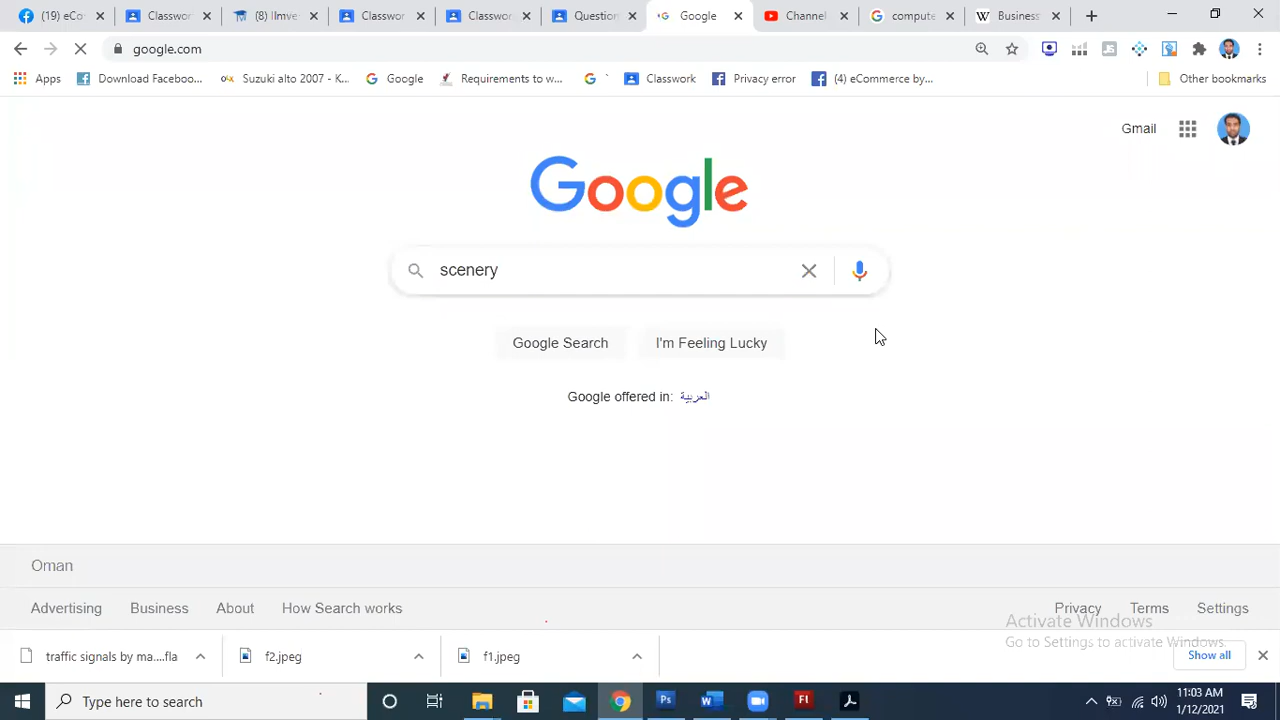 (19) eCo
Classwor
(8) Ilmve
Classwor
Classwor
Question
Google
Channel
compute
Business
google.com
Apps
Download Faceboo...
Suzuki alto 2007 - K...
Google
Requirements to w...
Classwork
Privacy error
(4) eCommerce by...
Other bookmarks
Gmail
Google
scenery
Google Search
I'm Feeling Lucky
Google offered in: العربية
Oman
Advertising
Business
About
How Search works
Privacy
Terms
Settings
Activate Windows
Go to Settings to activate Windows.
traffic signals by ma....fla
f2.jpeg
f1.jpeg
Show all
Type here to search
11:03 AM
1/12/2021